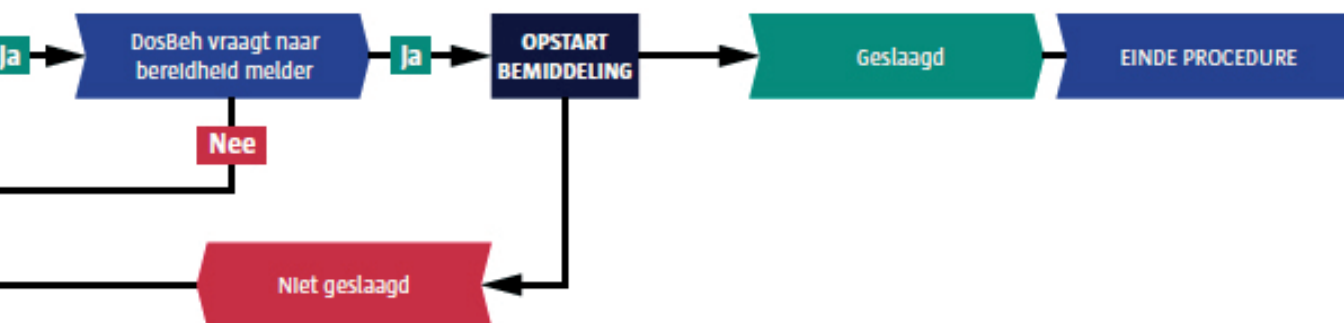 Ja
DosBeh vraagt naar
bereidheid melder
Ja
OPSTART
BEMIDDELING
Geslaagd
EINDE PROCEDURE
Nee
Niet geslaagd